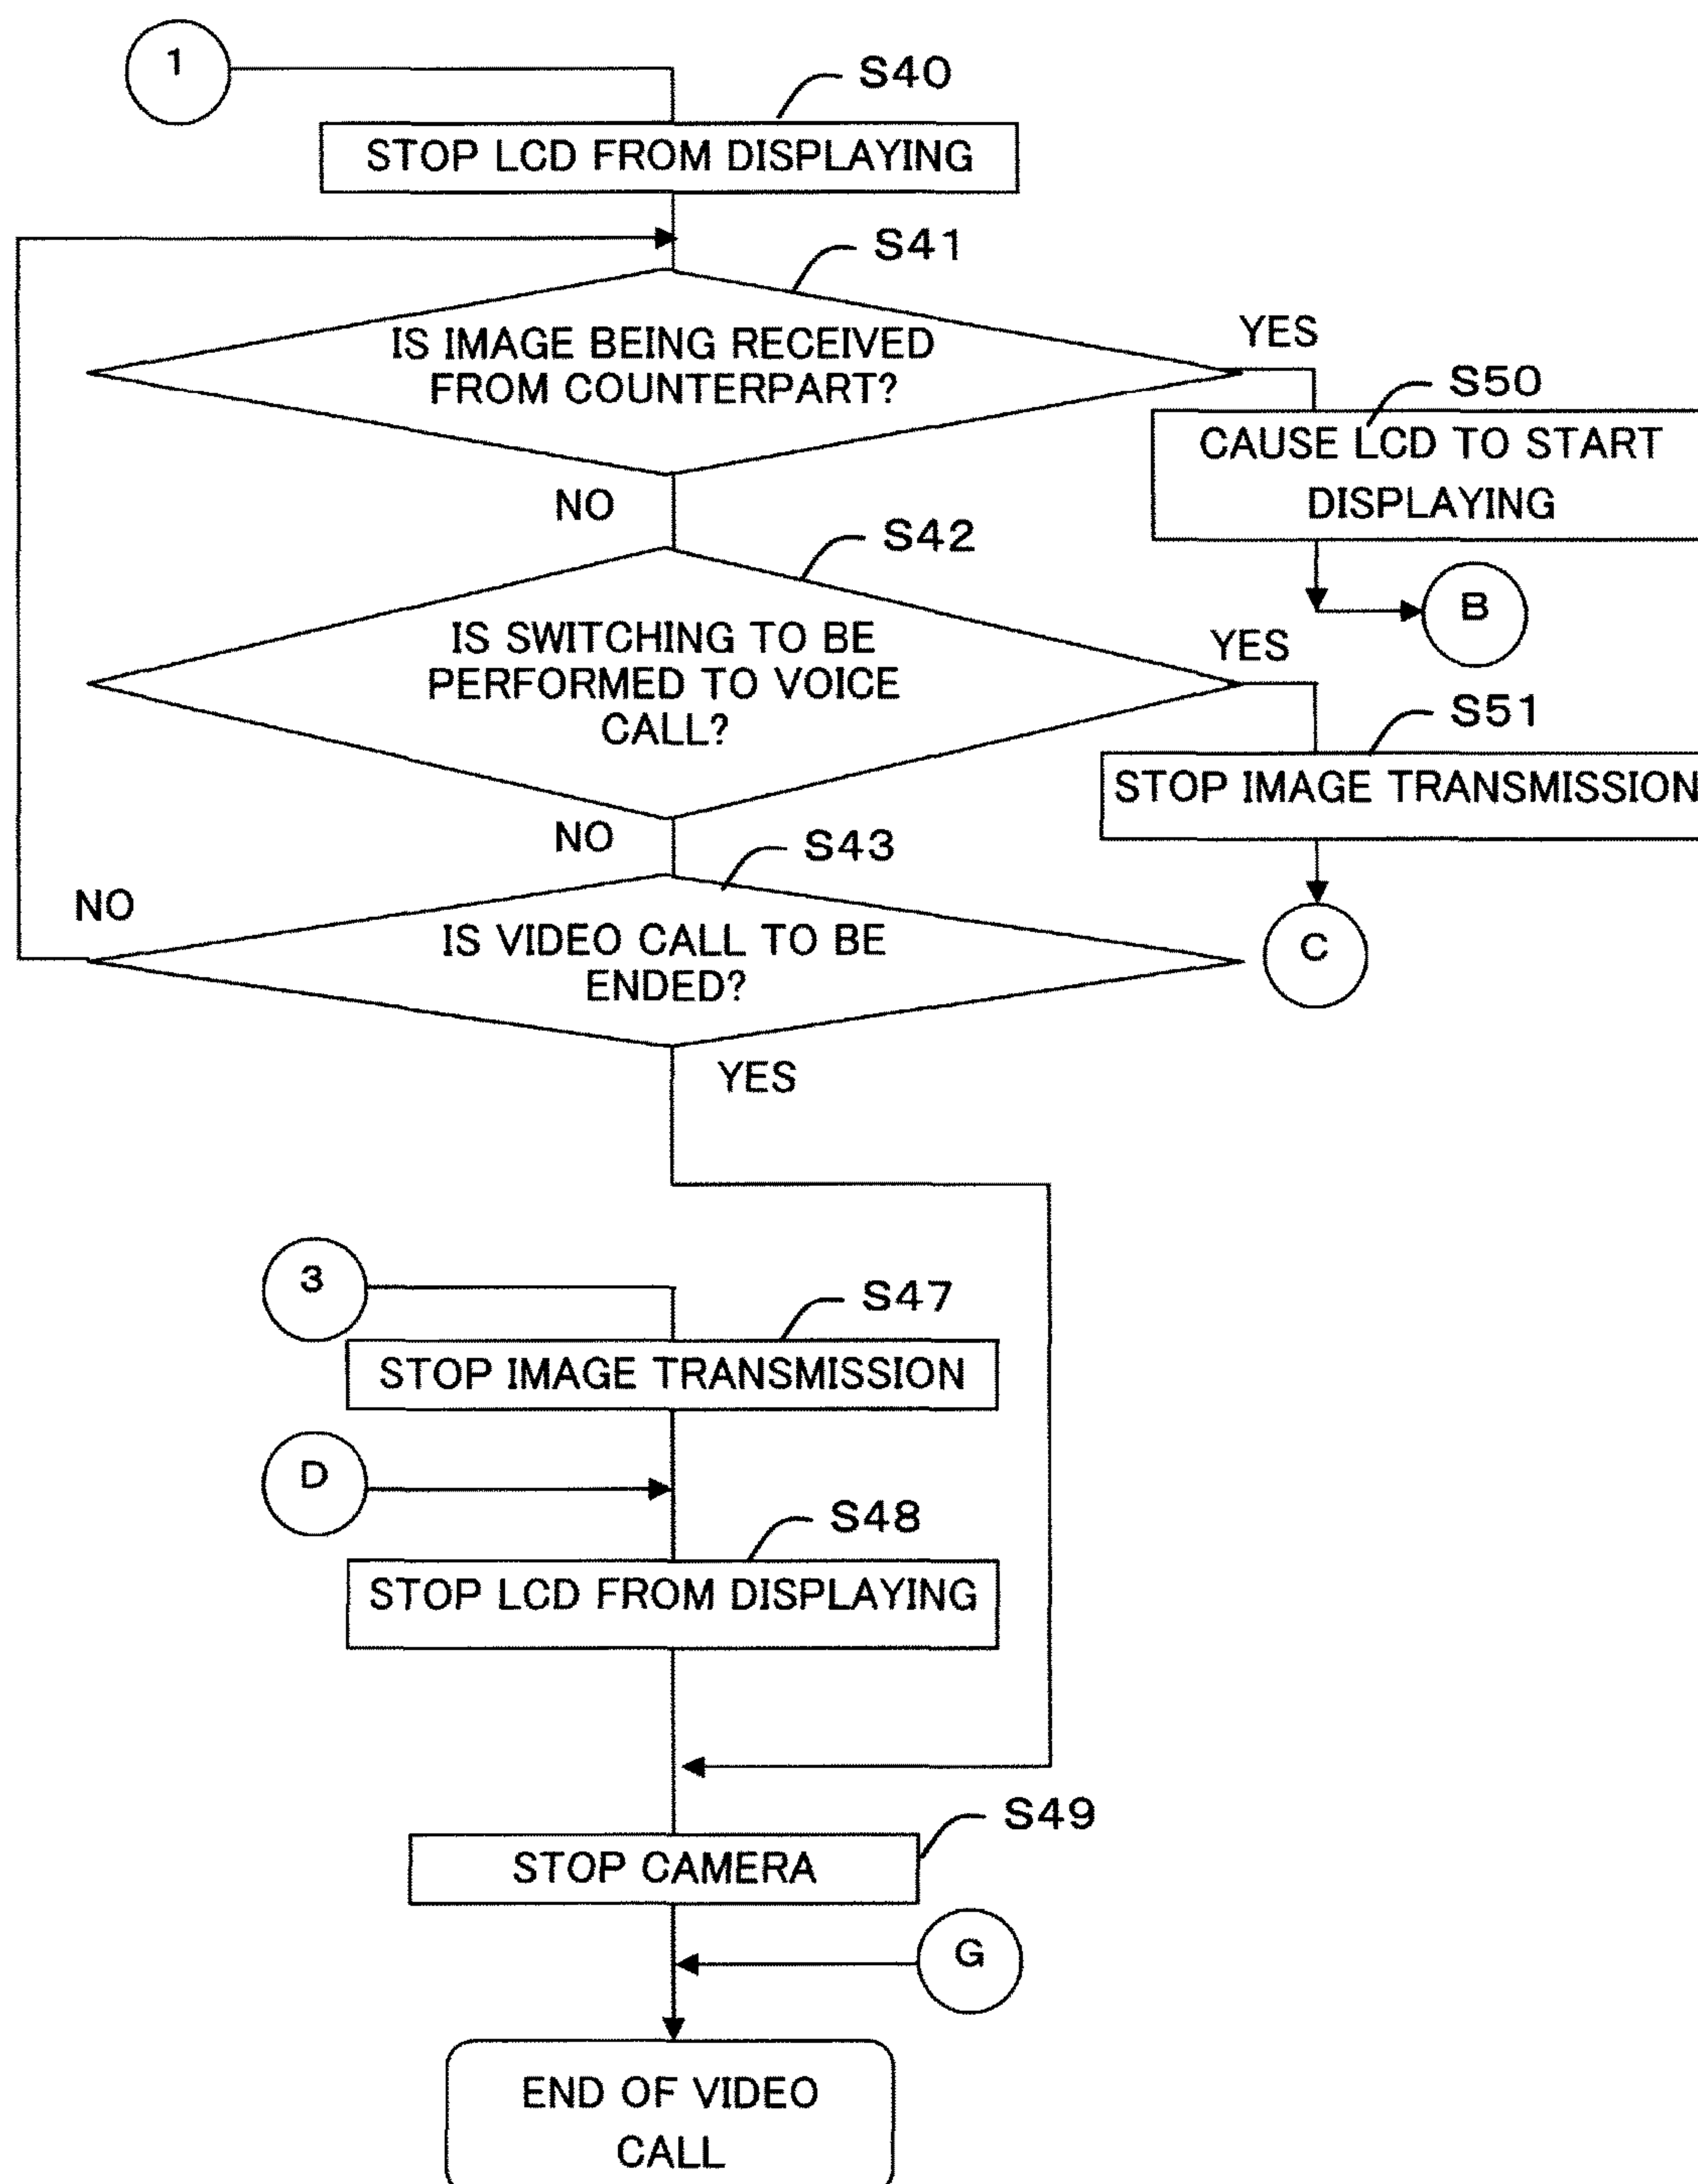 1
S40
STOP LCD FROM DISPLAYING
S41
IS IMAGE BEING RECEIVED
FROM COUNTERPART?
YES
S50
CAUSE LCD TO START
DISPLAYING
B
NO
S42
IS SWITCHING TO BE
PERFORMED TO VOICE
CALL?
YES
S51
STOP IMAGE TRANSMISSION
C
NO
S43
NO
IS VIDEO CALL TO BE
ENDED?
YES
3
S47
STOP IMAGE TRANSMISSION
D
S48
STOP LCD FROM DISPLAYING
S49
STOP CAMERA
G
END OF VIDEO
CALL